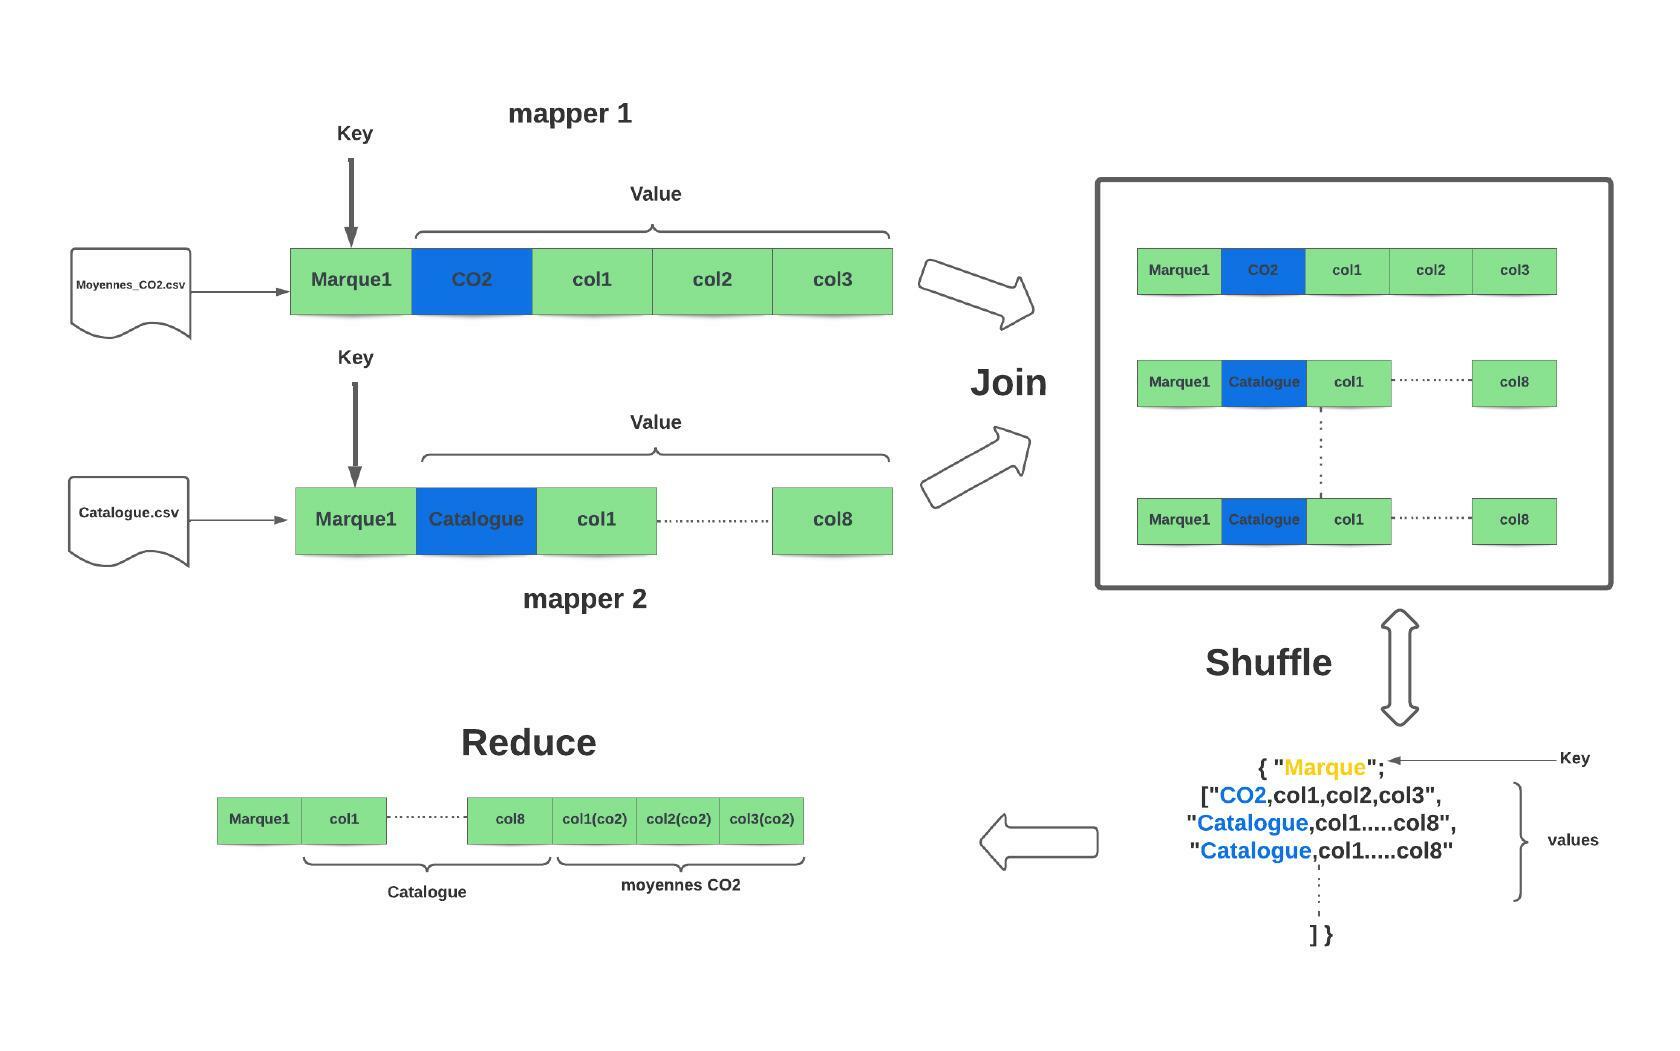 mapper 1
Key
Value
Moyennes_CO2.csv
Marque1 CO2 col1 col2 col3
Key
Value
Catalogue.csv
Marque1 Catalogue col1 col8
mapper 2
Join
Marque1 CO2 col1 col2 col3
Marque1 Catalogue col1 col8
Marque1 Catalogue col1 col8
Shuffle
Key
{ "Marque";
["CO2,col1,col2,col3",
"Catalogue,col1.....col8",
"Catalogue,col1.....col8"
values
] }
Reduce
Marque1 col1 col8 col1(co2) col2(co2) col3(co2)
Catalogue
moyennes CO2